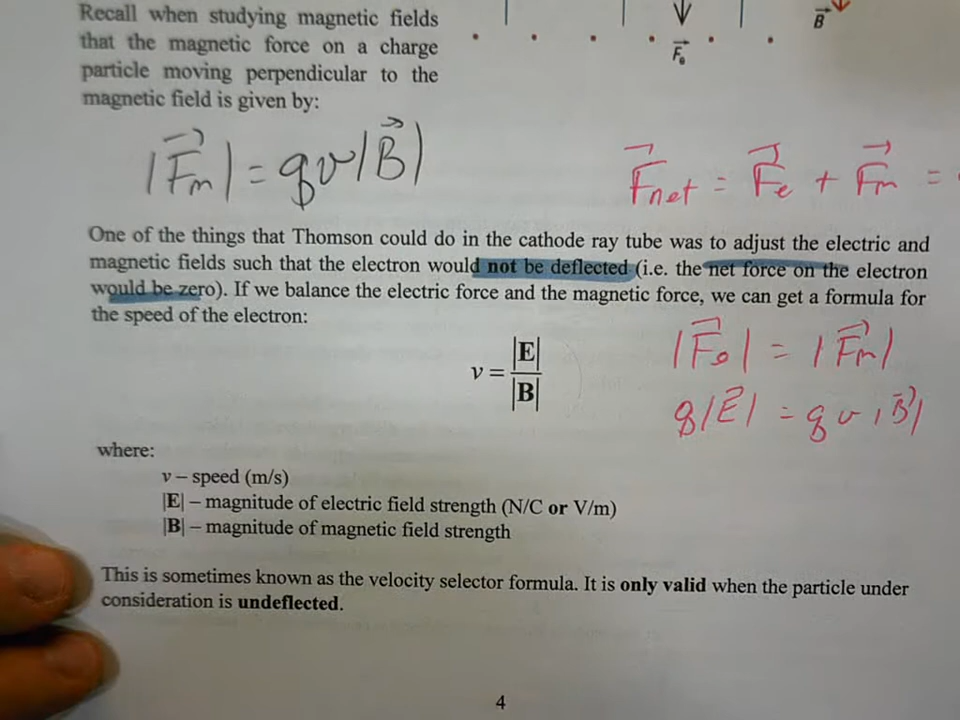 Recall when studying magnetic fields
that the magnetic force on a charge
particle moving perpendicular to the
magnetic field is given by:
B⃗
F⃗e
|F⃗m| = qv|B⃗|
F⃗net = F⃗e + F⃗m =
One of the things that Thomson could do in the cathode ray tube was to adjust the electric and
magnetic fields such that the electron would not be deflected (i.e. the net force on the electron
would be zero). If we balance the electric force and the magnetic force, we can get a formula for
the speed of the electron:
v = |E| / |B|
|F⃗e| = |F⃗m|
q|E⃗| = qv|B⃗|
where:
v – speed (m/s)
|E| – magnitude of electric field strength (N/C or V/m)
|B| – magnitude of magnetic field strength
This is sometimes known as the velocity selector formula. It is only valid when the particle under
consideration is undeflected.
4